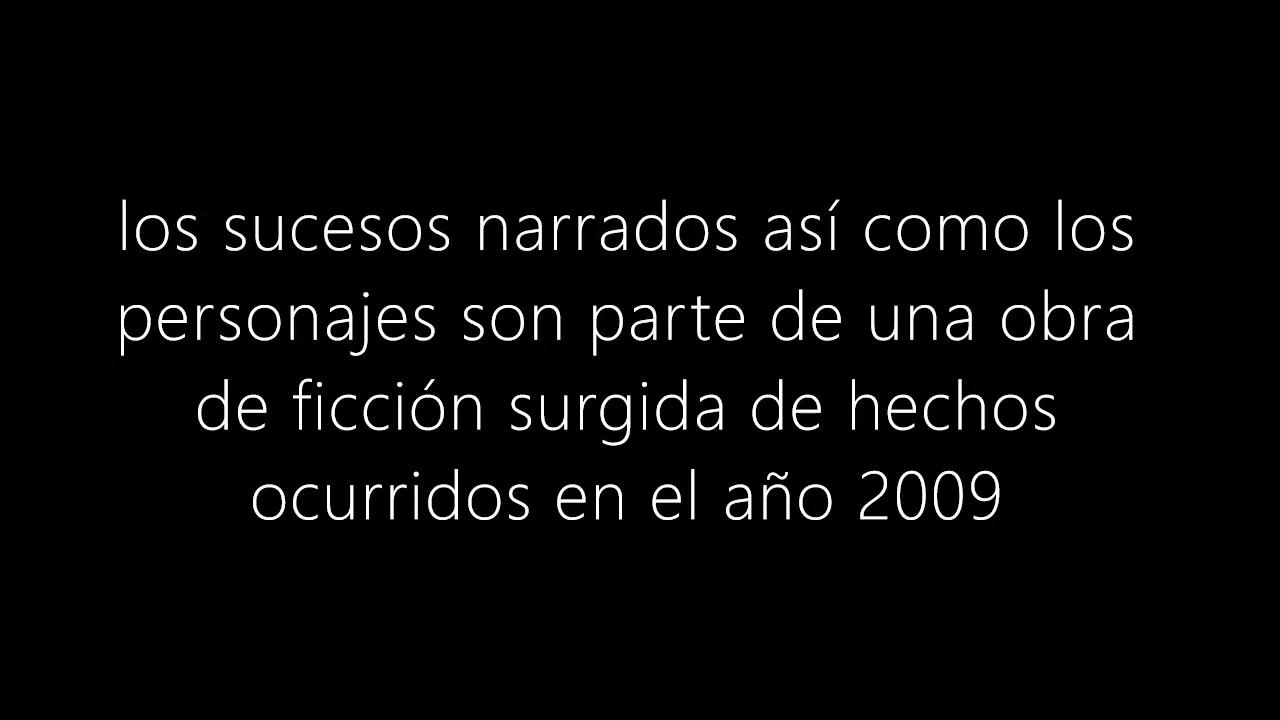 los sucesos narrados así como los
personajes son parte de una obra
de ficción surgida de hechos
ocurridos en el año 2009